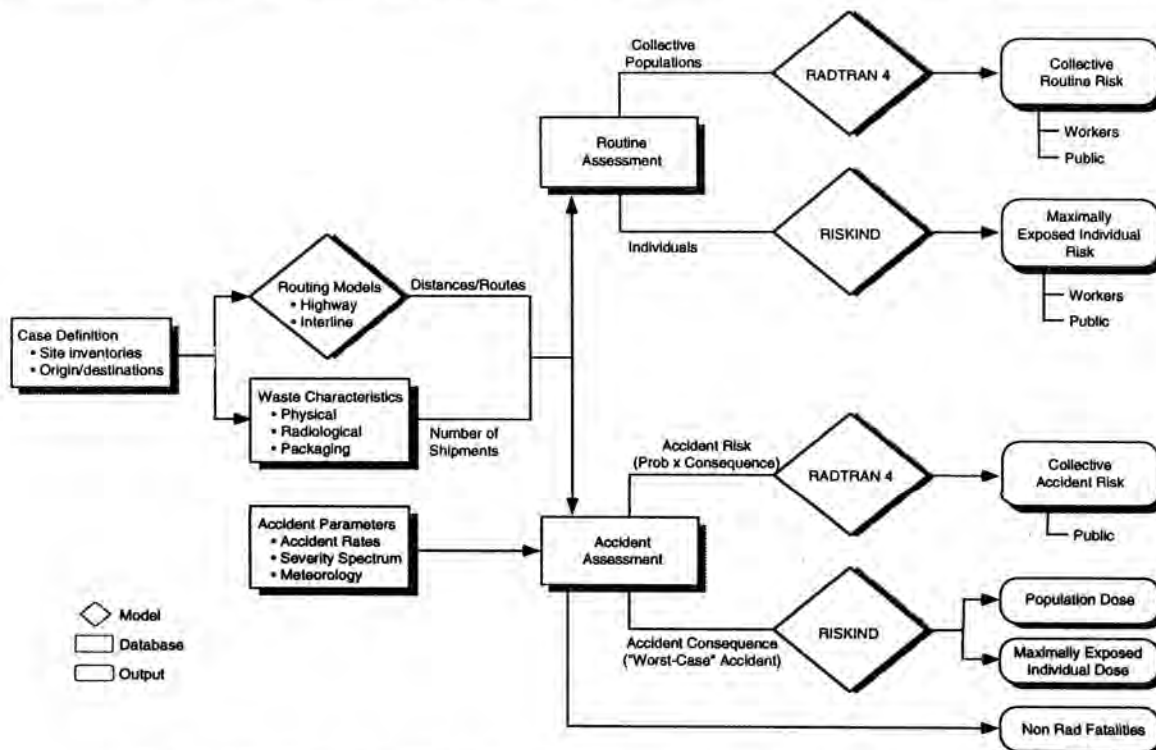 Collective
Populations
RADTRAN 4
Collective
Routine Risk
Workers
Public
Routine
Assessment
Individuals
RISKIND
Maximally
Exposed Individual
Risk
Workers
Public
Routing Models
• Highway
• Interline
Distances/Routes
Case Definition
• Site inventories
• Origin/destinations
Waste Characteristics
• Physical
• Radiological
• Packaging
Number of
Shipments
Accident Risk
(Prob x Consequence)
RADTRAN 4
Collective
Accident Risk
Public
Accident Parameters
• Accident Rates
• Severity Spectrum
• Meteorology
Accident
Assessment
Accident Consequence
("Worst-Case" Accident)
RISKIND
Population Dose
Maximally Exposed
Individual Dose
Non Rad Fatalities
Model
Database
Output